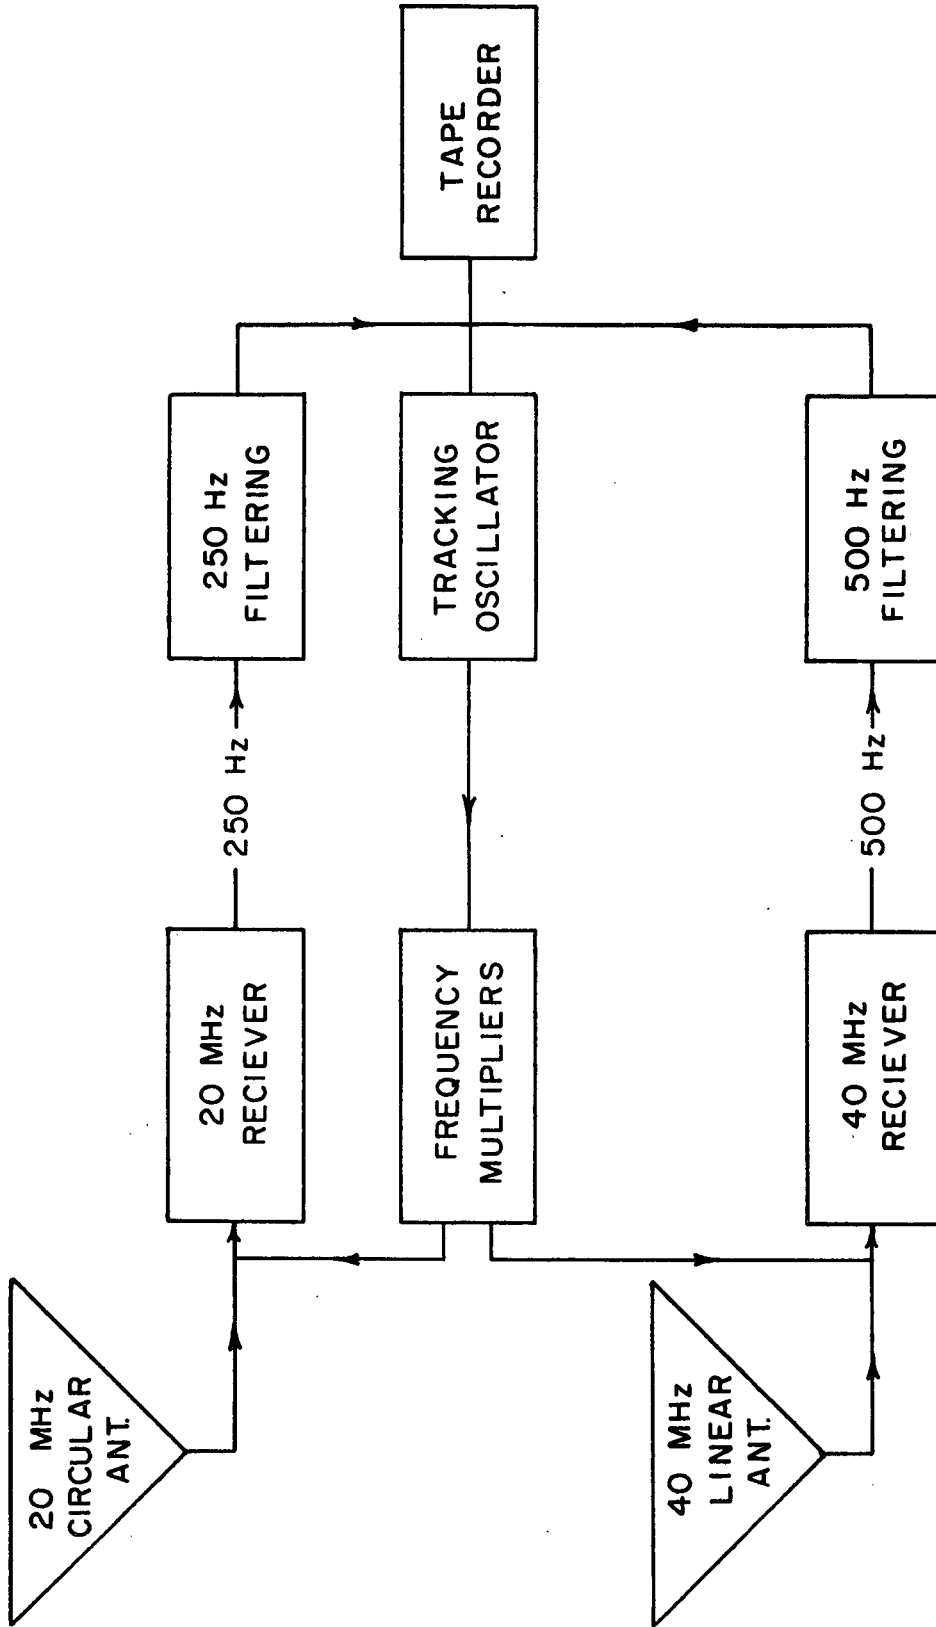 20 MHz
CIRCULAR
ANT.
20 MHz
RECIEVER
250 Hz
250 Hz
FILTERING
FREQUENCY
MULTIPLIERS
TRACKING
OSCILLATOR
TAPE
RECORDER
40 MHz
LINEAR
ANT.
40 MHz
RECIEVER
500 Hz
500 Hz
FILTERING